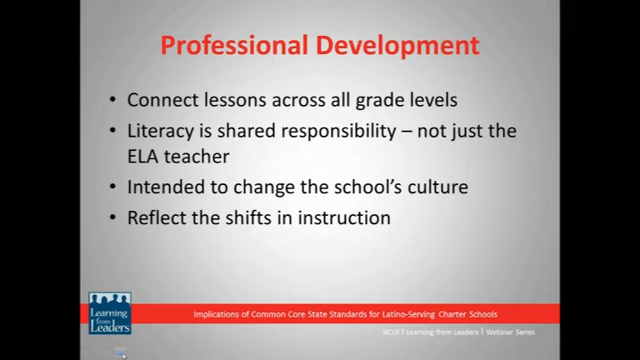 Professional Development
• Connect lessons across all grade levels
• Literacy is shared responsibility – not just the
ELA teacher
• Intended to change the school's culture
• Reflect the shifts in instruction
Learning
from
Leaders
Implications of Common Core State Standards for Latino-Serving Charter Schools
NCLR | Learning from Leaders | Webinar Series